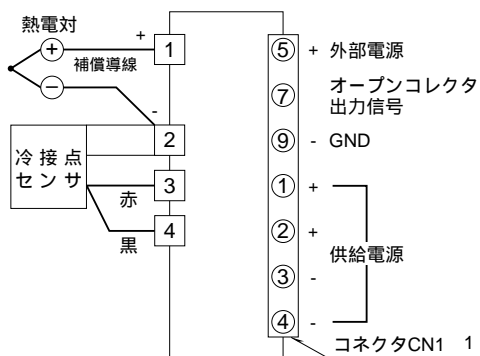 熱電対
+
+ 1
補償導線
−
-
2
冷接点
センサ
赤
3
黒
4
⑤ + 外部電源
⑦ オープンコレクタ
出力信号
⑨ - GND
① +
② +
供給電源
③ -
④ -
コネクタCN1 1